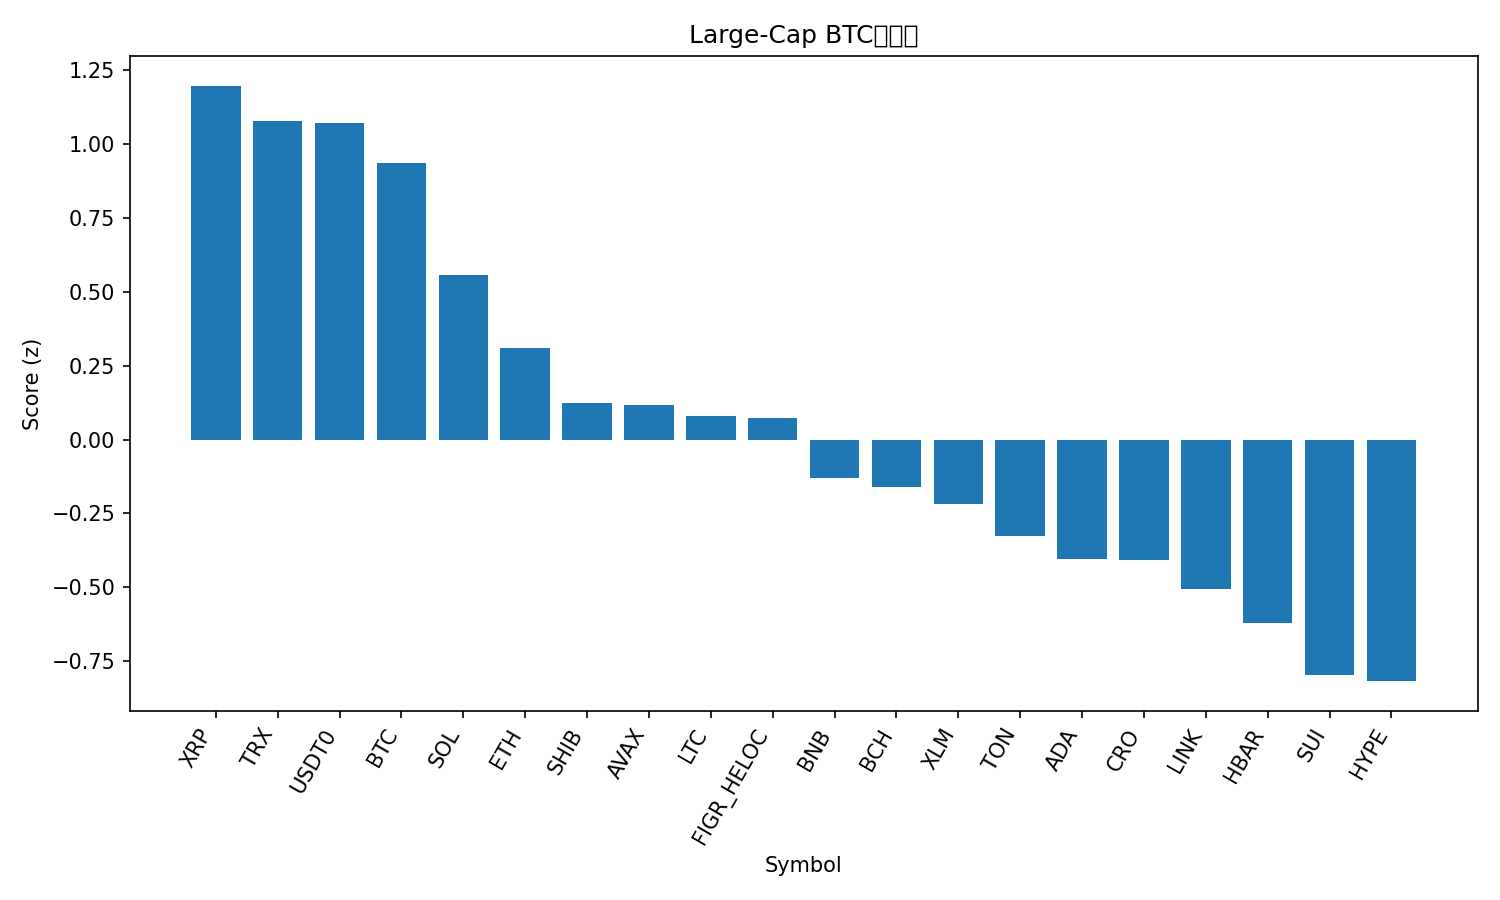 Large-Cap BTC
1.25
1.00
0.75
0.50
0.25
0.00
−0.25
−0.50
−0.75
Score (z)
XRP
TRX
USDT0
BTC
SOL
ETH
SHIB
AVAX
LTC
FIGR_HELOC
BNB
BCH
XLM
TON
ADA
CRO
LINK
HBAR
SUI
HYPE
Symbol